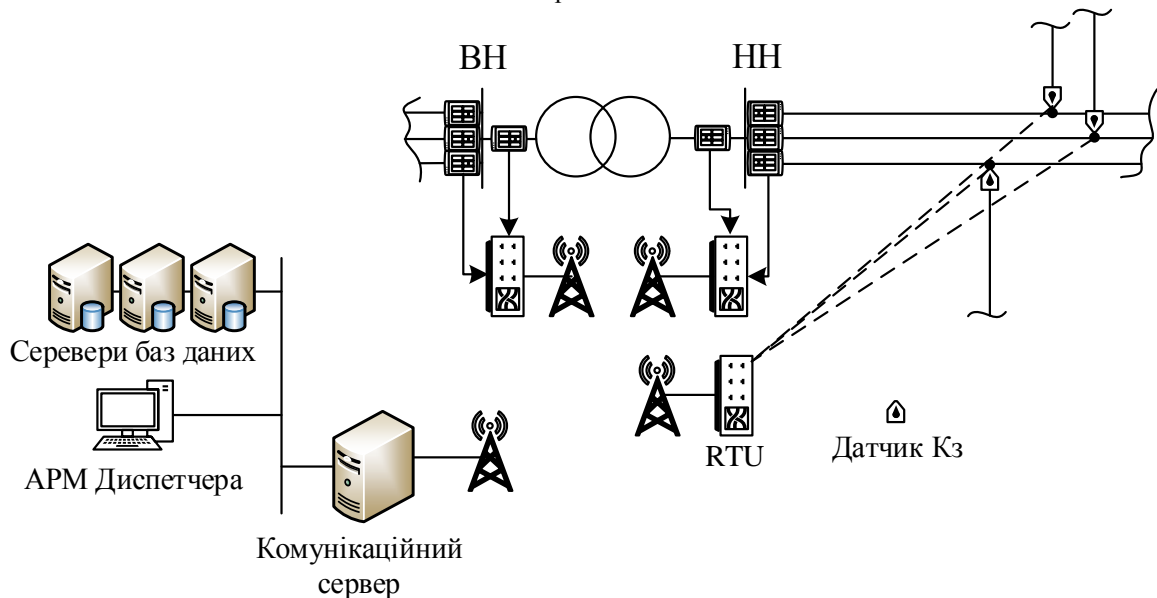 ВН
НН
Серевери баз даних
АРМ Диспетчера
Комунікаційний
сервер
RTU
Датчик Кз